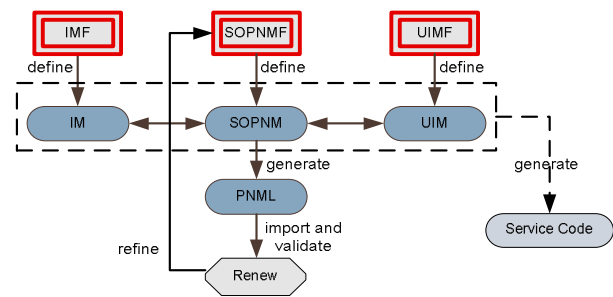 IMF
SOPNMF
UIMF
define
define
define
IM
SOPNM
UIM
generate
generate
PNML
import and
validate
Service Code
refine
Renew